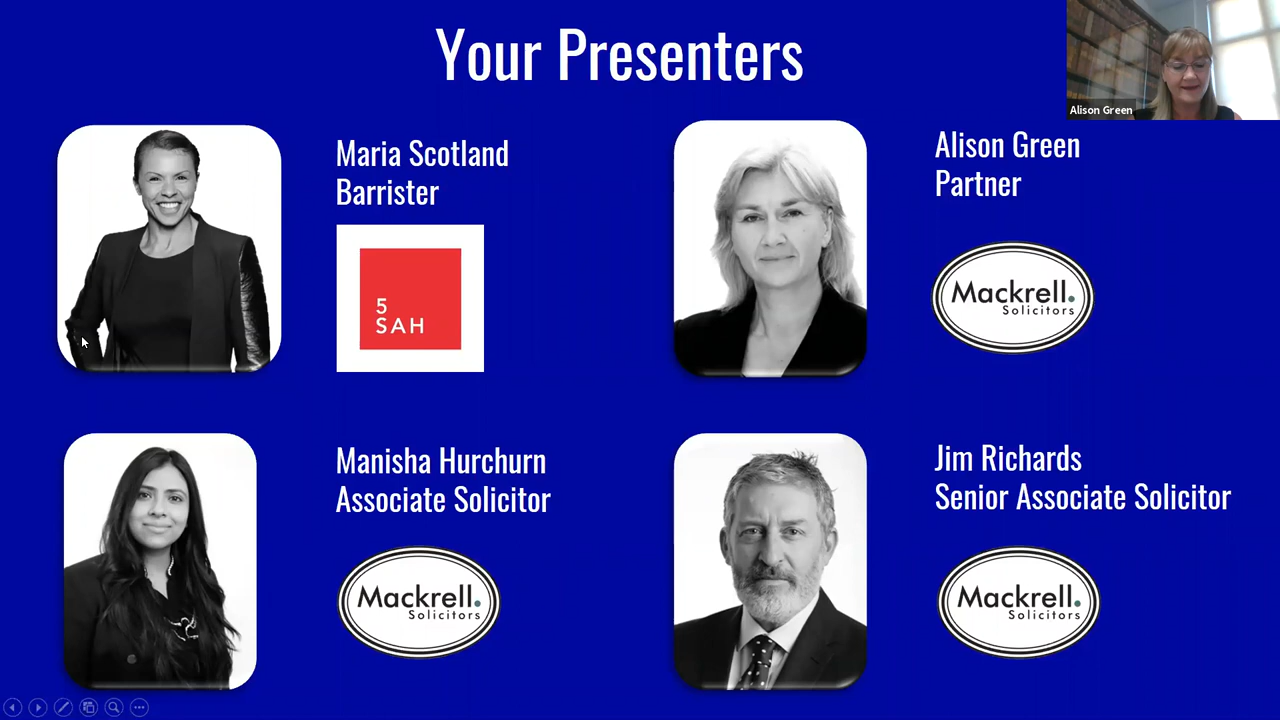 Your Presenters
Alison Green
Maria Scotland
Barrister
5
SAH
Alison Green
Partner
Mackrell.
Solicitors
Manisha Hurchurn
Associate Solicitor
Mackrell.
Solicitors
Jim Richards
Senior Associate Solicitor
Mackrell.
Solicitors